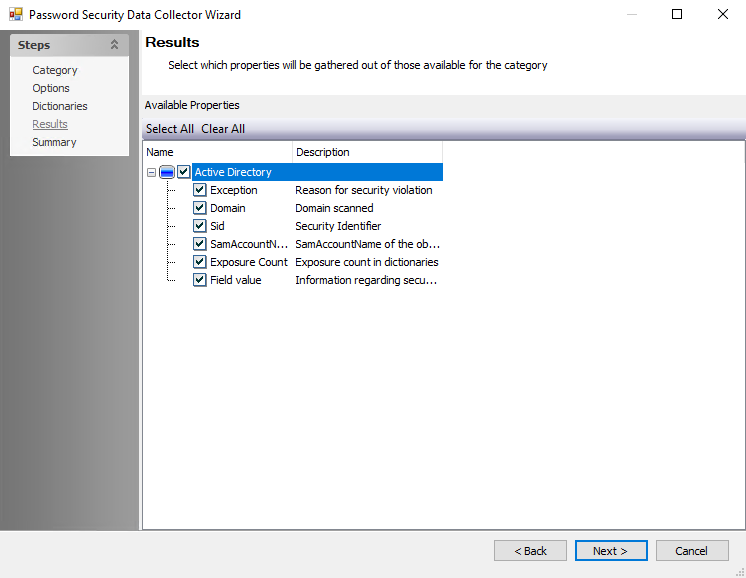 Password Security Data Collector Wizard
Steps
Category
Options
Dictionaries
Results
Summary
Results
Select which properties will be gathered out of those available for the category
Available Properties
Select All Clear All
Name Description
Active Directory
Exception Reason for security violation
Domain Domain scanned
Sid Security Identifier
SamAccountN... SamAccountName of the ob...
Exposure Count Exposure count in dictionaries
Field value Information regarding secu...
< Back Next > Cancel